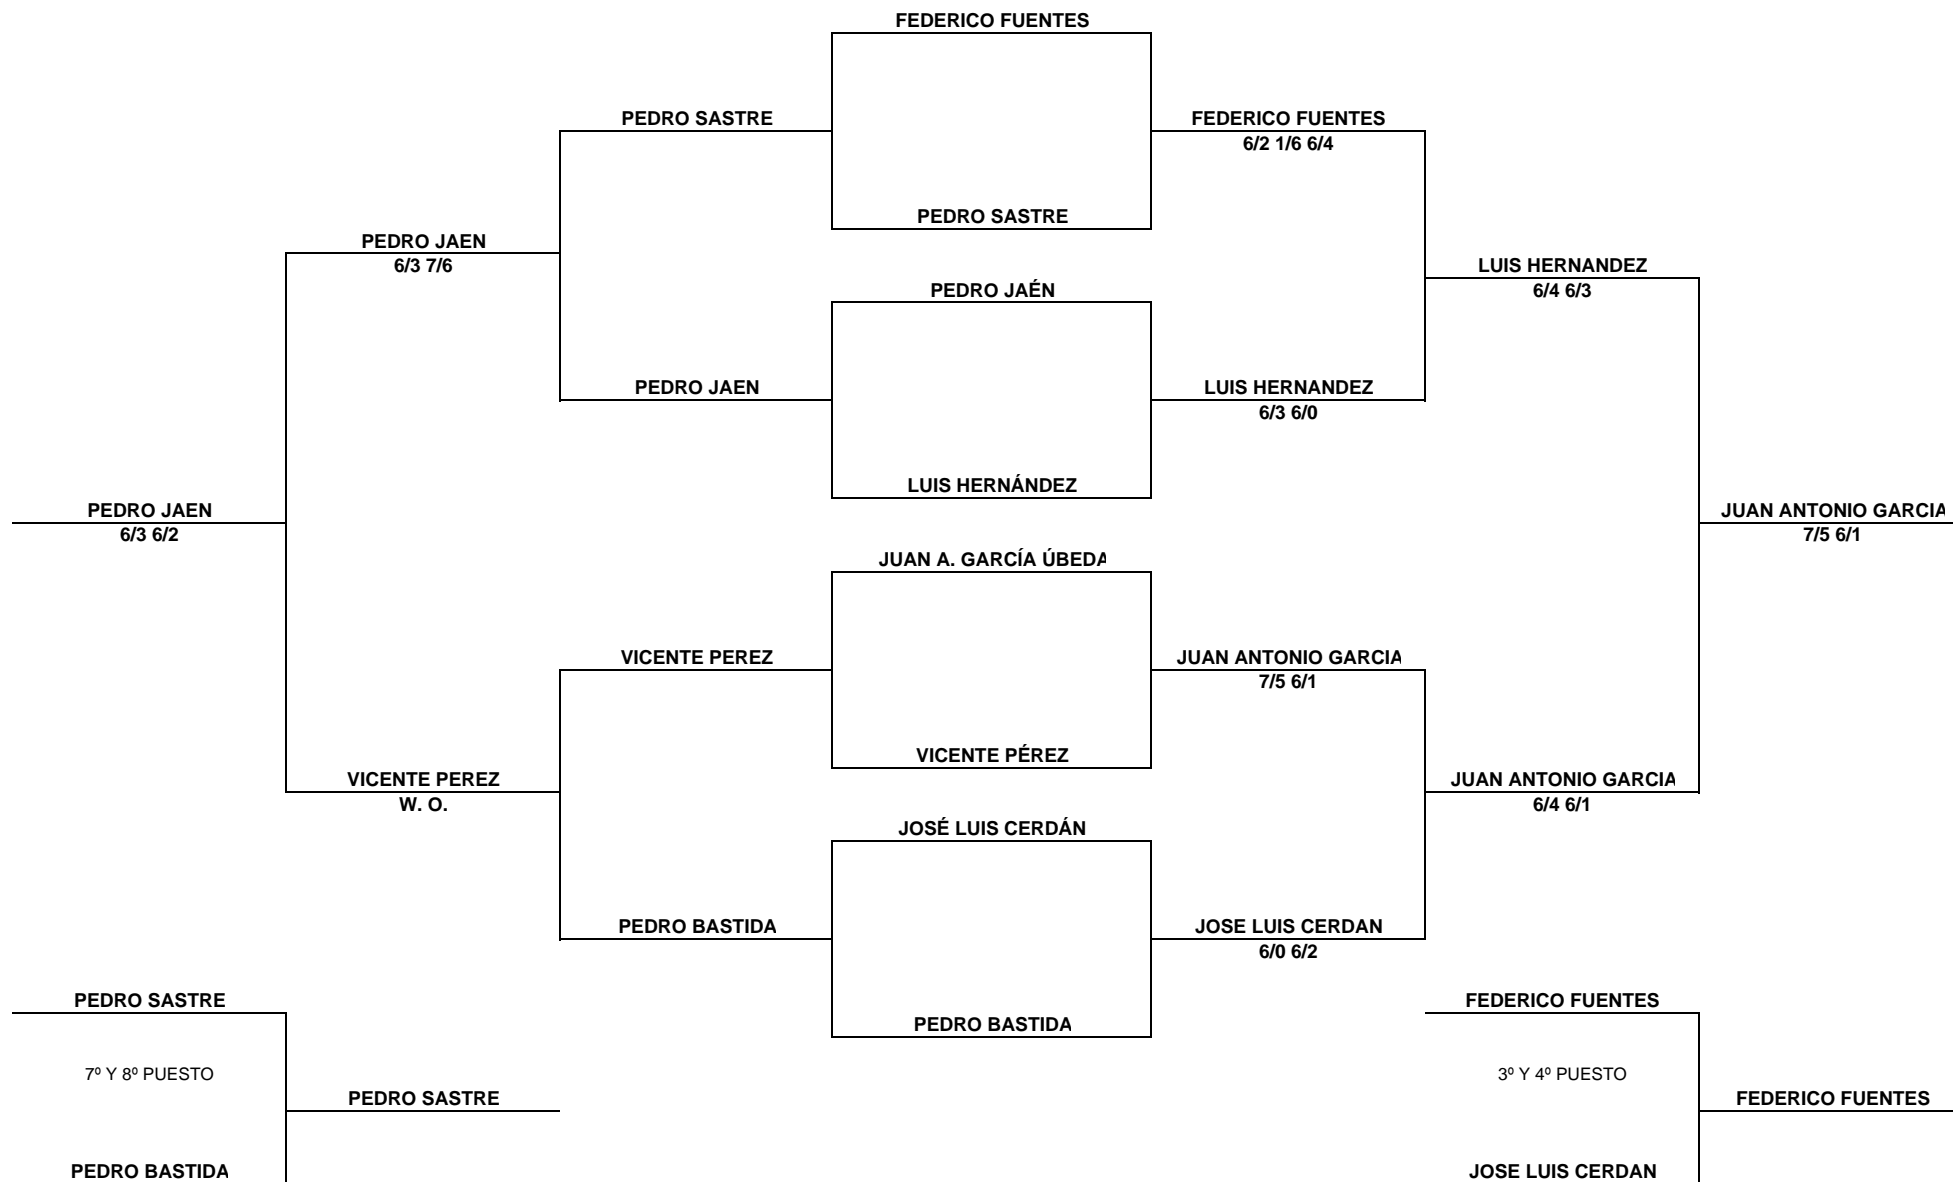 FEDERICO FUENTES
PEDRO SASTRE
FEDERICO FUENTES
6/2 1/6 6/4
PEDRO SASTRE
PEDRO JAEN
6/3 7/6
LUIS HERNANDEZ
6/4 6/3
PEDRO JAÉN
PEDRO JAEN
LUIS HERNANDEZ
6/3 6/0
LUIS HERNÁNDEZ
PEDRO JAEN
6/3 6/2
JUAN ANTONIO GARCIA
7/5 6/1
JUAN A. GARCÍA ÚBEDA
VICENTE PEREZ
JUAN ANTONIO GARCIA
7/5 6/1
VICENTE PÉREZ
VICENTE PEREZ
W. O.
JUAN ANTONIO GARCIA
6/4 6/1
JOSÉ LUIS CERDÁN
PEDRO BASTIDA
JOSE LUIS CERDAN
6/0 6/2
PEDRO SASTRE
FEDERICO FUENTES
PEDRO BASTIDA
7º Y 8º PUESTO
3º Y 4º PUESTO
PEDRO SASTRE
FEDERICO FUENTES
PEDRO BASTIDA
JOSE LUIS CERDAN